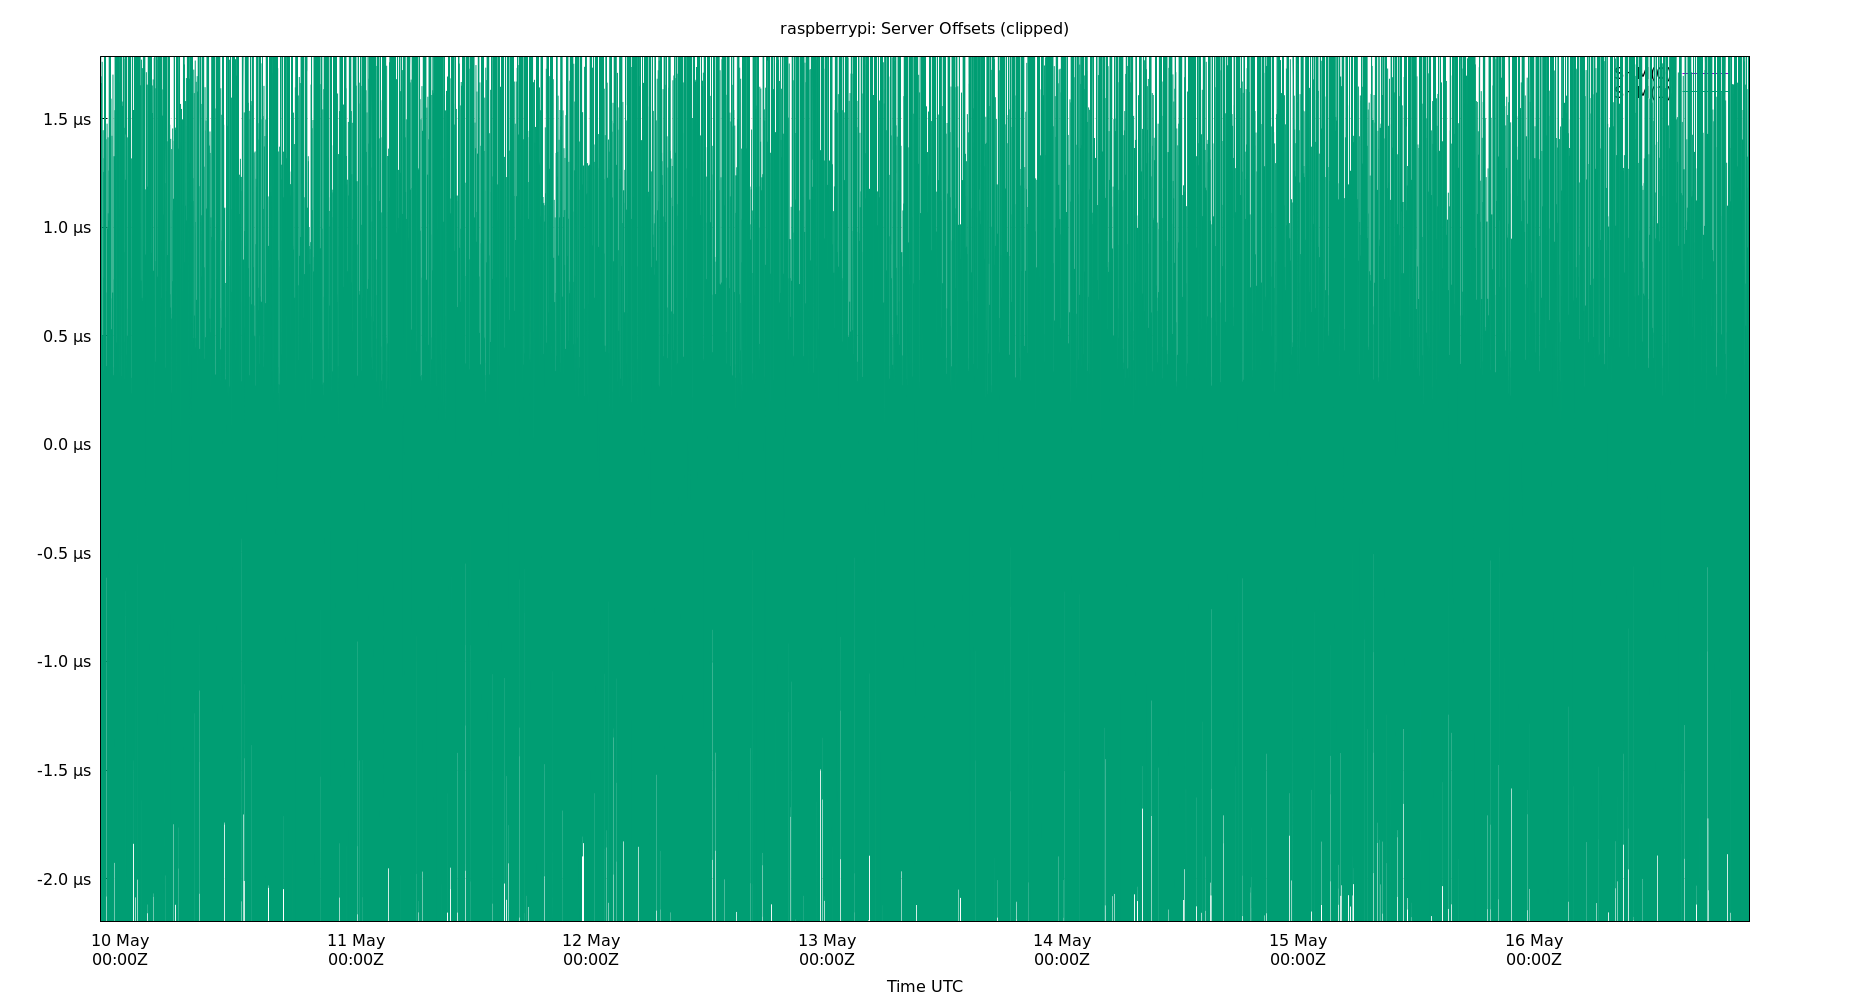 raspberrypi: Server Offsets (clipped)
1.5 µs
1.0 µs
0.5 µs
0.0 µs
-0.5 µs
-1.0 µs
-1.5 µs
-2.0 µs
10 May 11 May 12 May 13 May 14 May 15 May 16 May
00:00Z 00:00Z 00:00Z 00:00Z 00:00Z 00:00Z 00:00Z
Time UTC